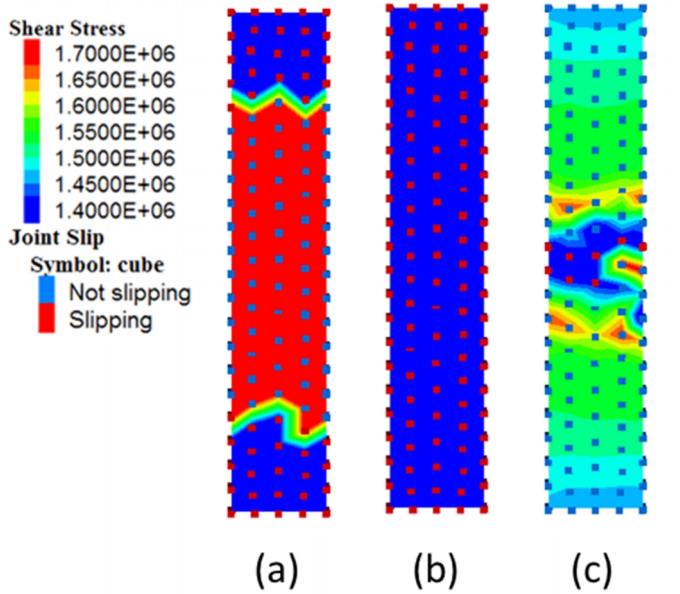 Shear Stress
1.7000E+06
1.6500E+06
1.6000E+06
1.5500E+06
1.5000E+06
1.4500E+06
1.4000E+06
Joint Slip
Symbol: cube
Not slipping
Slipping
(a) (b) (c)